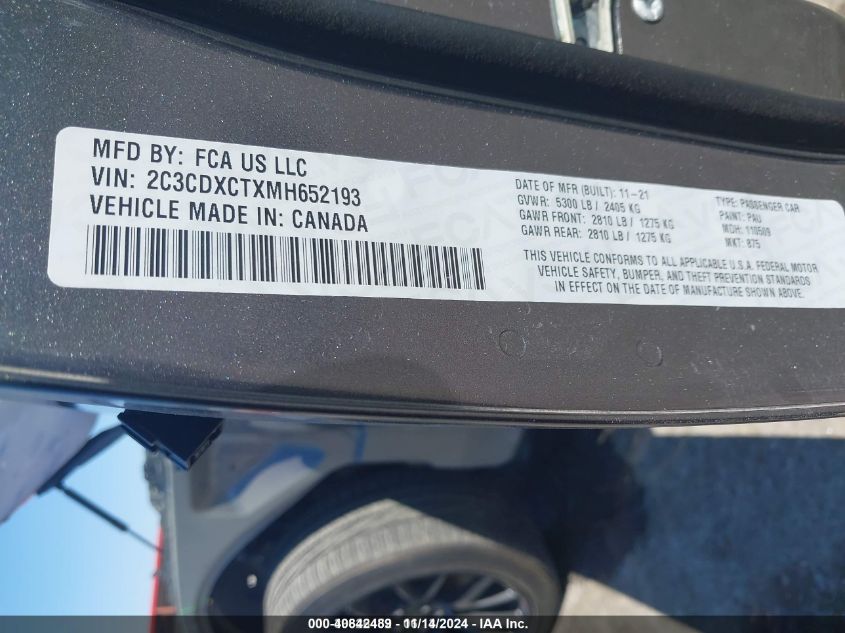 MFD BY: FCA US LLC
VIN: 2C3CDXCTXMH652193
VEHICLE MADE IN: CANADA
DATE OF MFR (BUILT): 11-21
GVWR: 5300 LB / 2405 KG
GAWR FRONT: 2810 LB / 1275 KG
GAWR REAR: 2810 LB / 1275 KG
TYPE: PASSENGER CAR
PAINT: PAU
MDH: 110509
MKT: 875
THIS VEHICLE CONFORMS TO ALL APPLICABLE U.S.A. FEDERAL MOTOR
VEHICLE SAFETY, BUMPER, AND THEFT PREVENTION STANDARDS
IN EFFECT ON THE DATE OF MANUFACTURE SHOWN ABOVE.
11/14/2024 - IAA Inc.